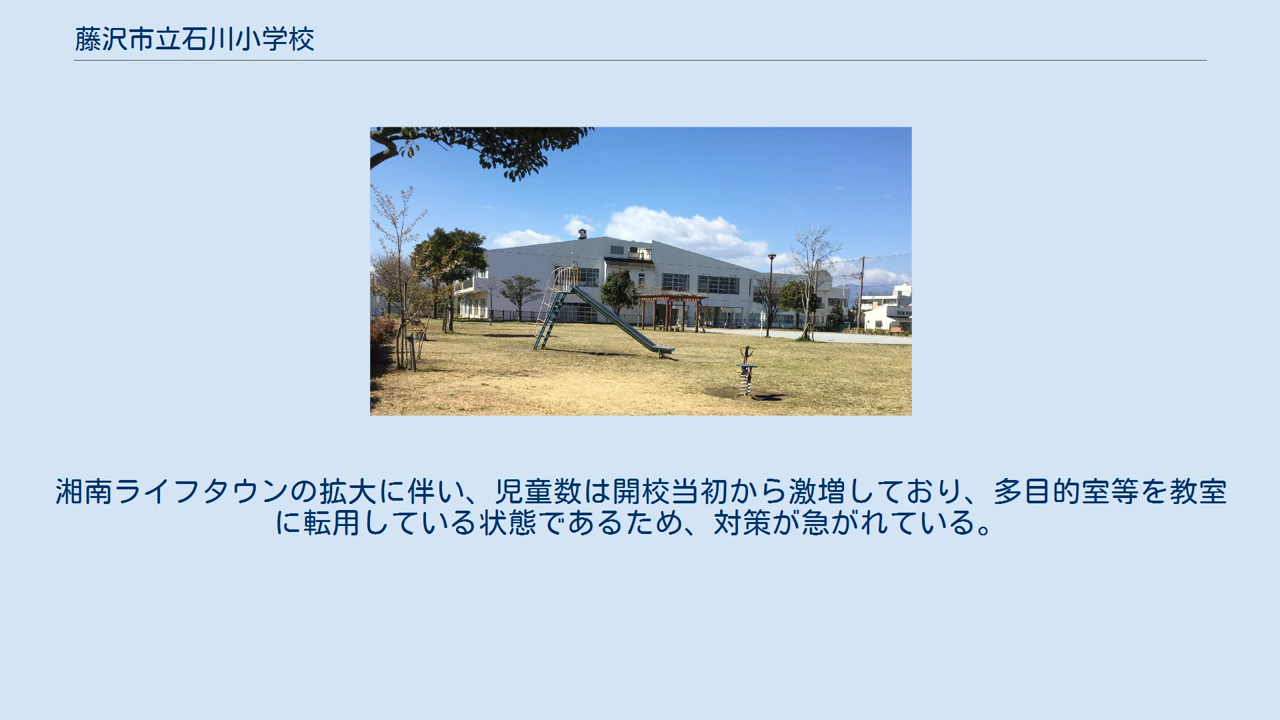 藤沢市立石川小学校
湘南ライフタウンの拡大に伴い、児童数は開校当初から激増しており、多目的室等を教室
に転用している状態であるため、対策が急がれている。